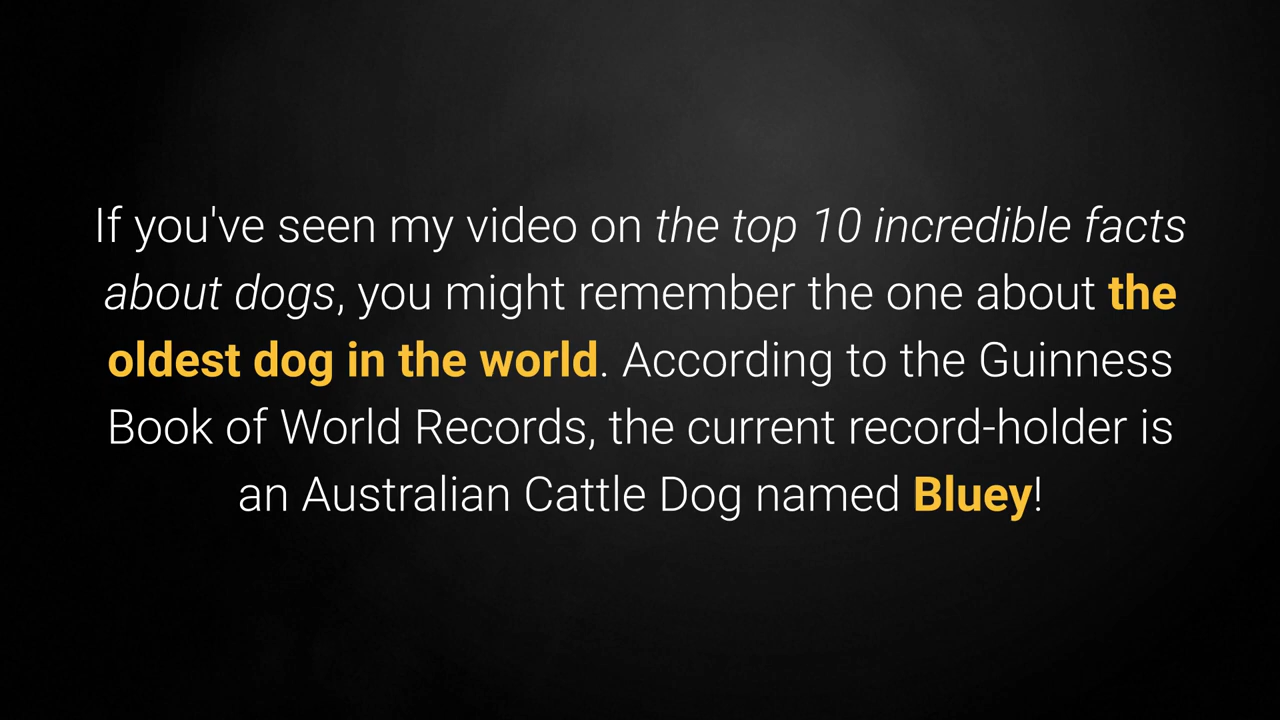 If you've seen my video on the top 10 incredible facts
about dogs, you might remember the one about the
oldest dog in the world. According to the Guinness
Book of World Records, the current record-holder is
an Australian Cattle Dog named Bluey!